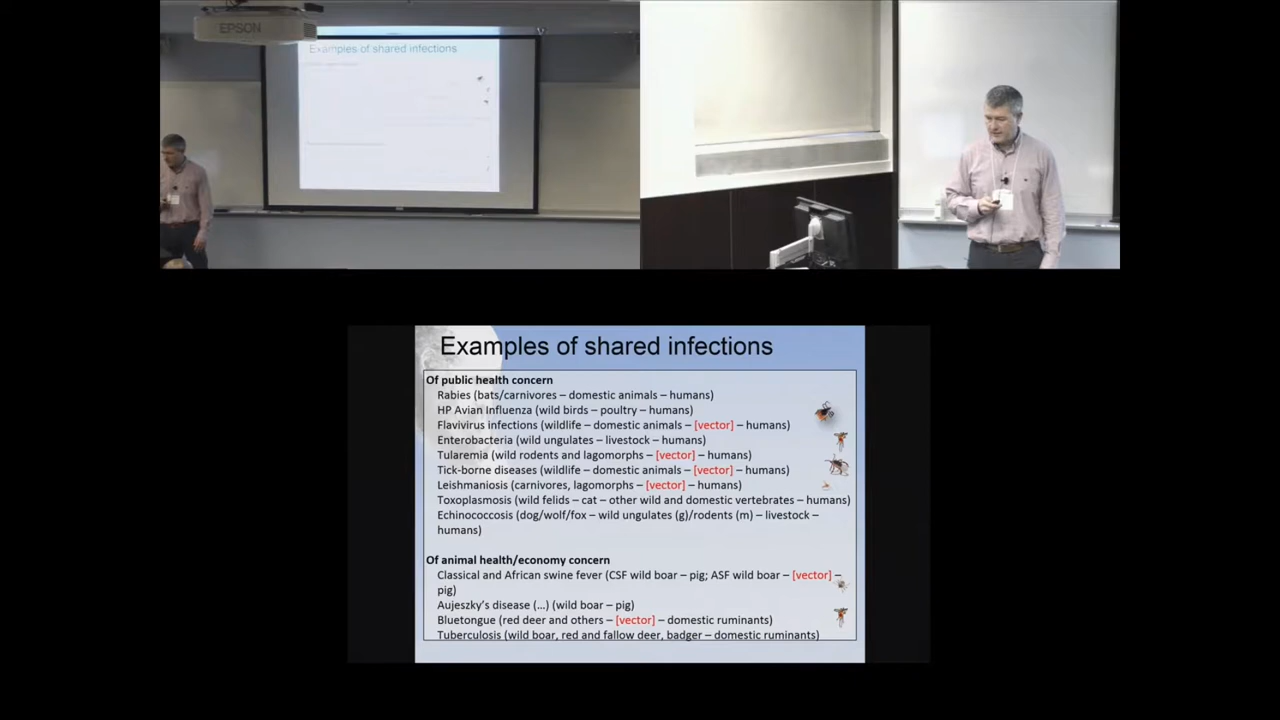 EPSON
Examples of shared infections
Examples of shared infections
Of public health concern
Rabies (bats/carnivores – domestic animals – humans)
HP Avian Influenza (wild birds – poultry – humans)
Flavivirus infections (wildlife – domestic animals – [vector] – humans)
Enterobacteria (wild ungulates – livestock – humans)
Tularemia (wild rodents and lagomorphs – [vector] – humans)
Tick-borne diseases (wildlife – domestic animals – [vector] – humans)
Leishmaniosis (carnivores, lagomorphs – [vector] – humans)
Toxoplasmosis (wild felids – cat – other wild and domestic vertebrates – humans)
Echinococcosis (dog/wolf/fox – wild ungulates (g)/rodents (m) – livestock –
humans)
Of animal health/economy concern
Classical and African swine fever (CSF wild boar – pig; ASF wild boar – [vector] –
pig)
Aujeszky's disease (…) (wild boar – pig)
Bluetongue (red deer and others – [vector] – domestic ruminants)
Tuberculosis (wild boar, red and fallow deer, badger – domestic ruminants)